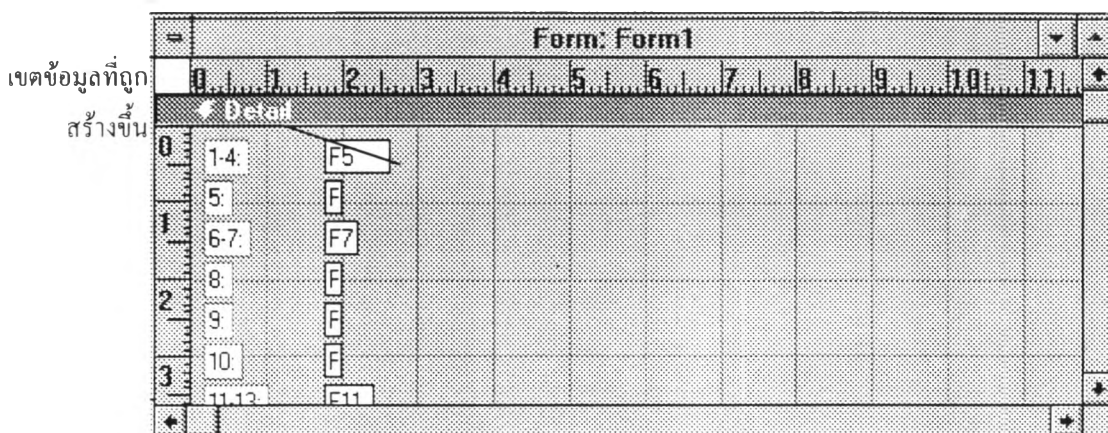 Form: Form1
เขตข้อมูลที่ถูก
สร้างขึ้น
0 1 2 3 4 5 6 7 8 9 10 11
Detail
0
1-4: F5
5: F
1
6-7: F7
8: F
2
9: F
10: F
3
11-13: F11